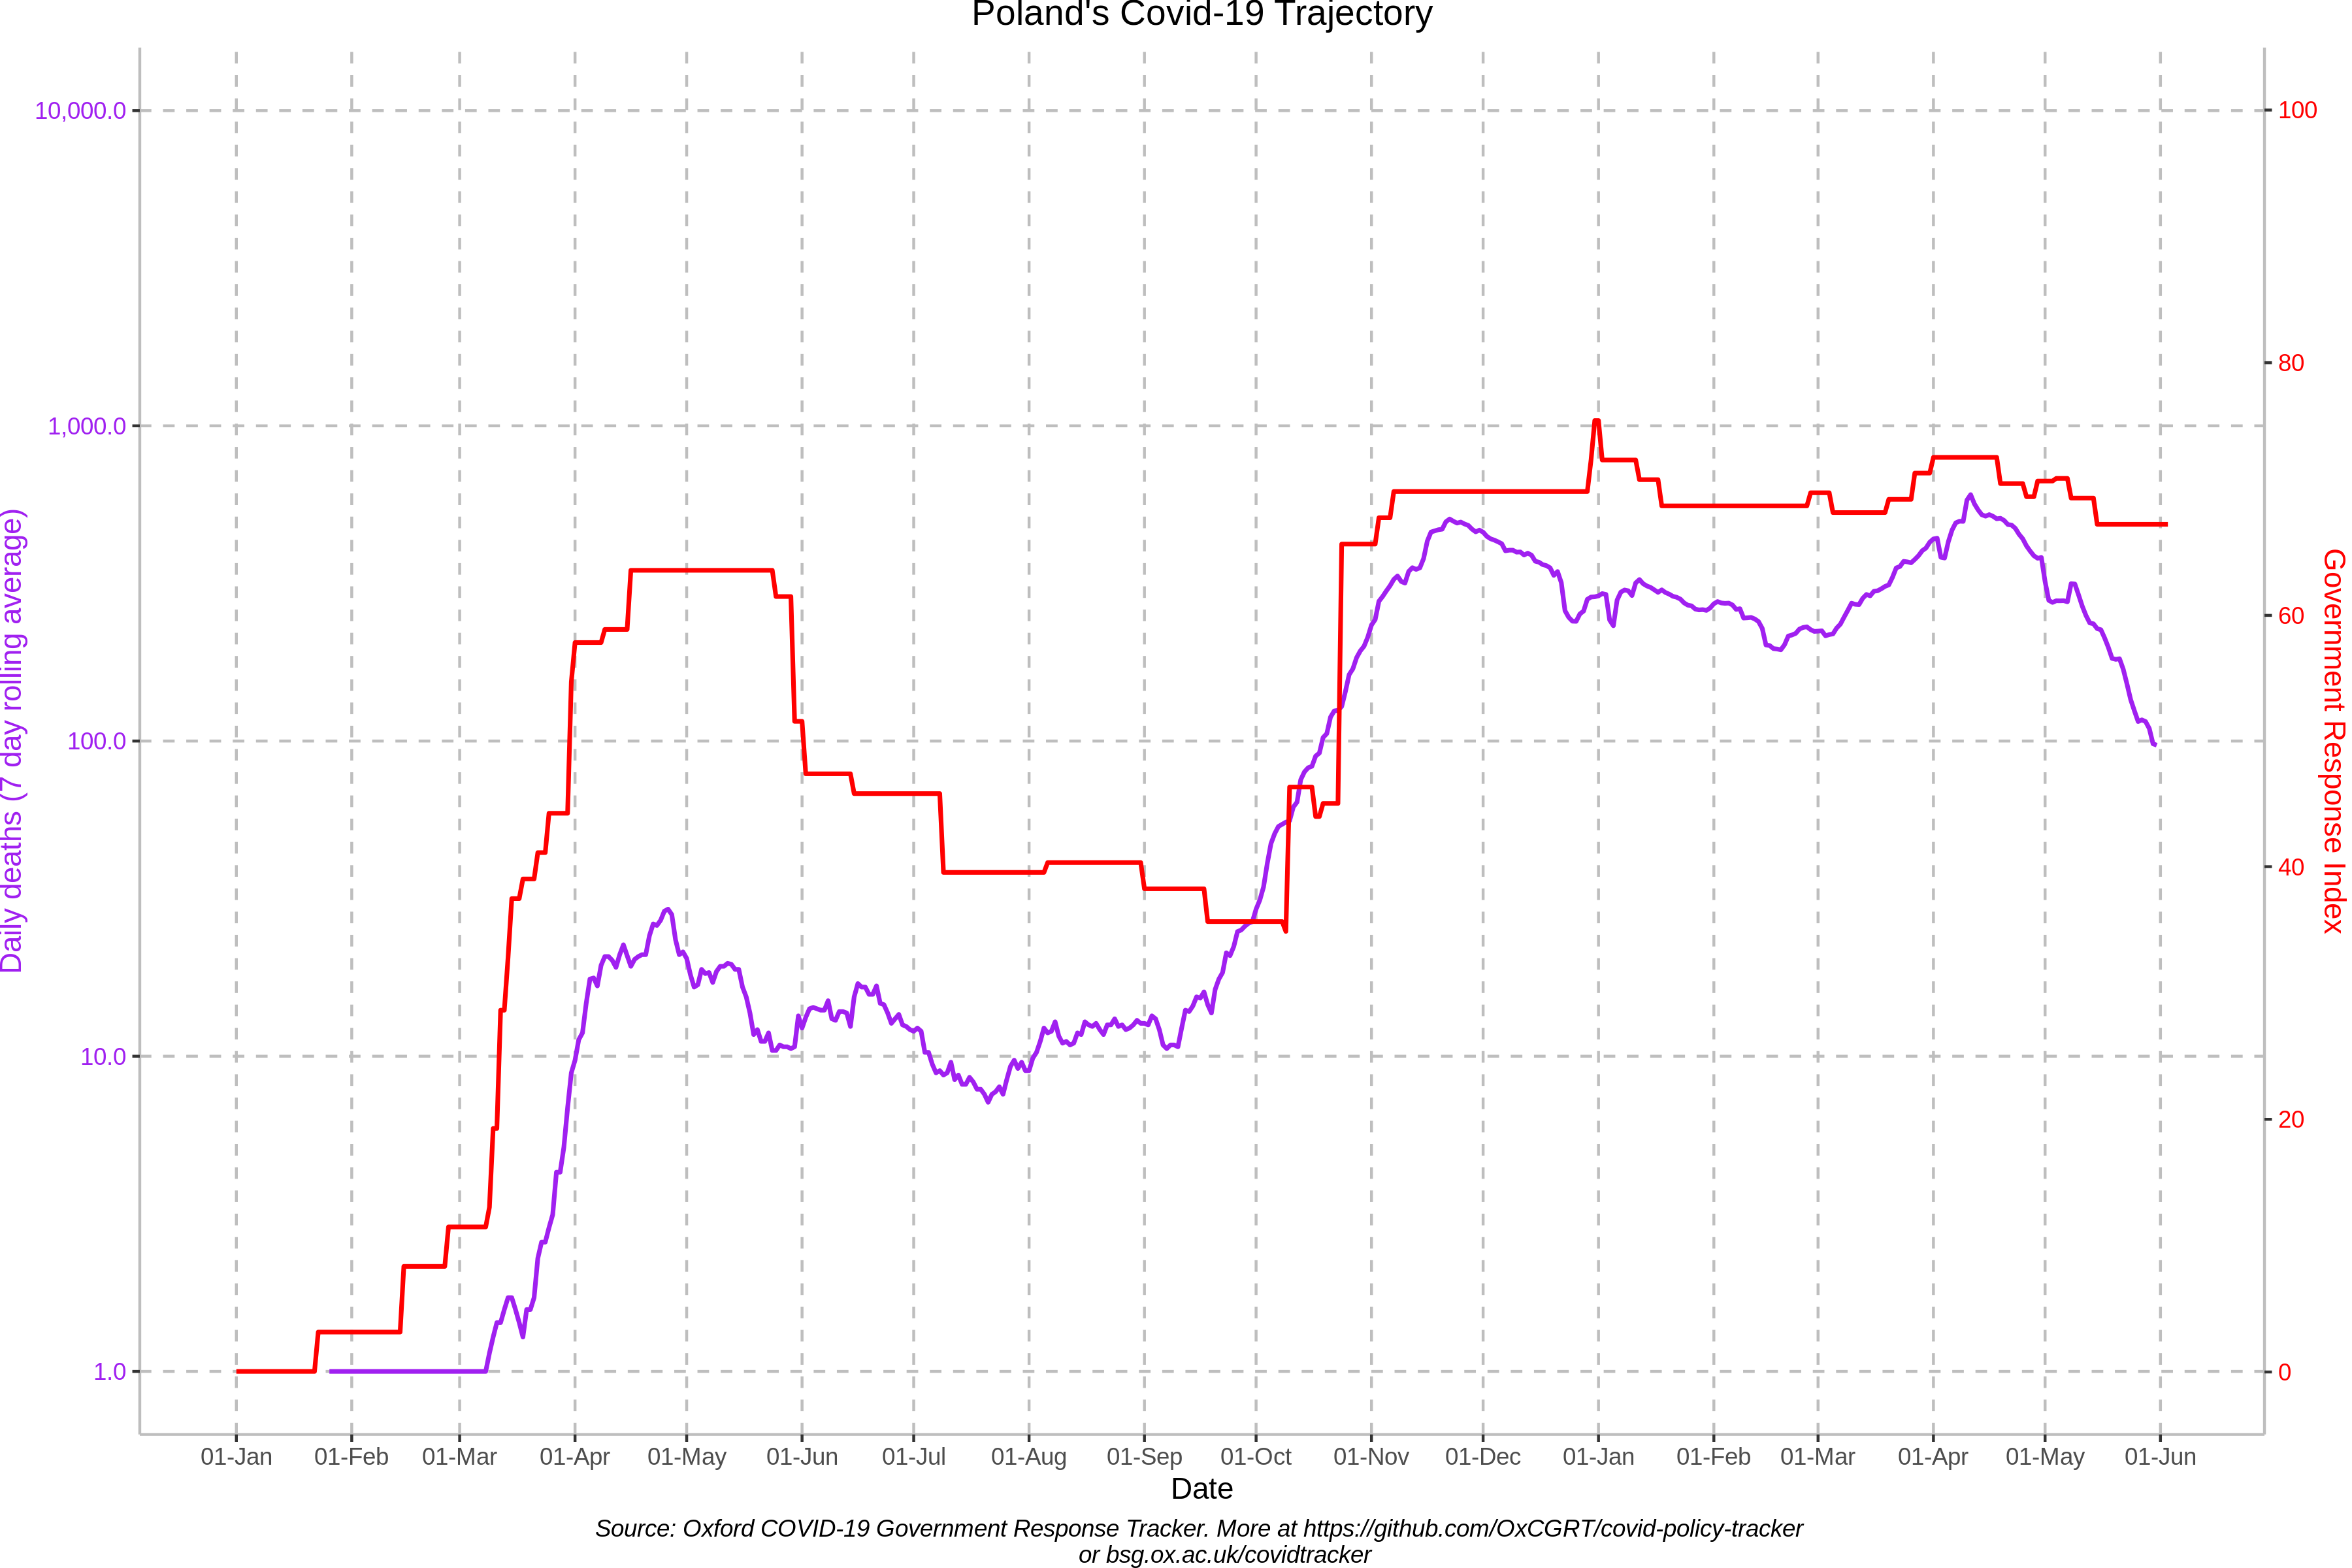 Poland's Covid-19 Trajectory
Daily deaths (7 day rolling average)
10,000.0
1,000.0
100.0
10.0
1.0
100
80
60
40
20
0
Government Response Index
01-Jan 01-Feb 01-Mar 01-Apr 01-May 01-Jun 01-Jul 01-Aug 01-Sep 01-Oct 01-Nov 01-Dec 01-Jan 01-Feb 01-Mar 01-Apr 01-May 01-Jun
Date
Source: Oxford COVID-19 Government Response Tracker. More at https://github.com/OxCGRT/covid-policy-tracker
or bsg.ox.ac.uk/covidtracker